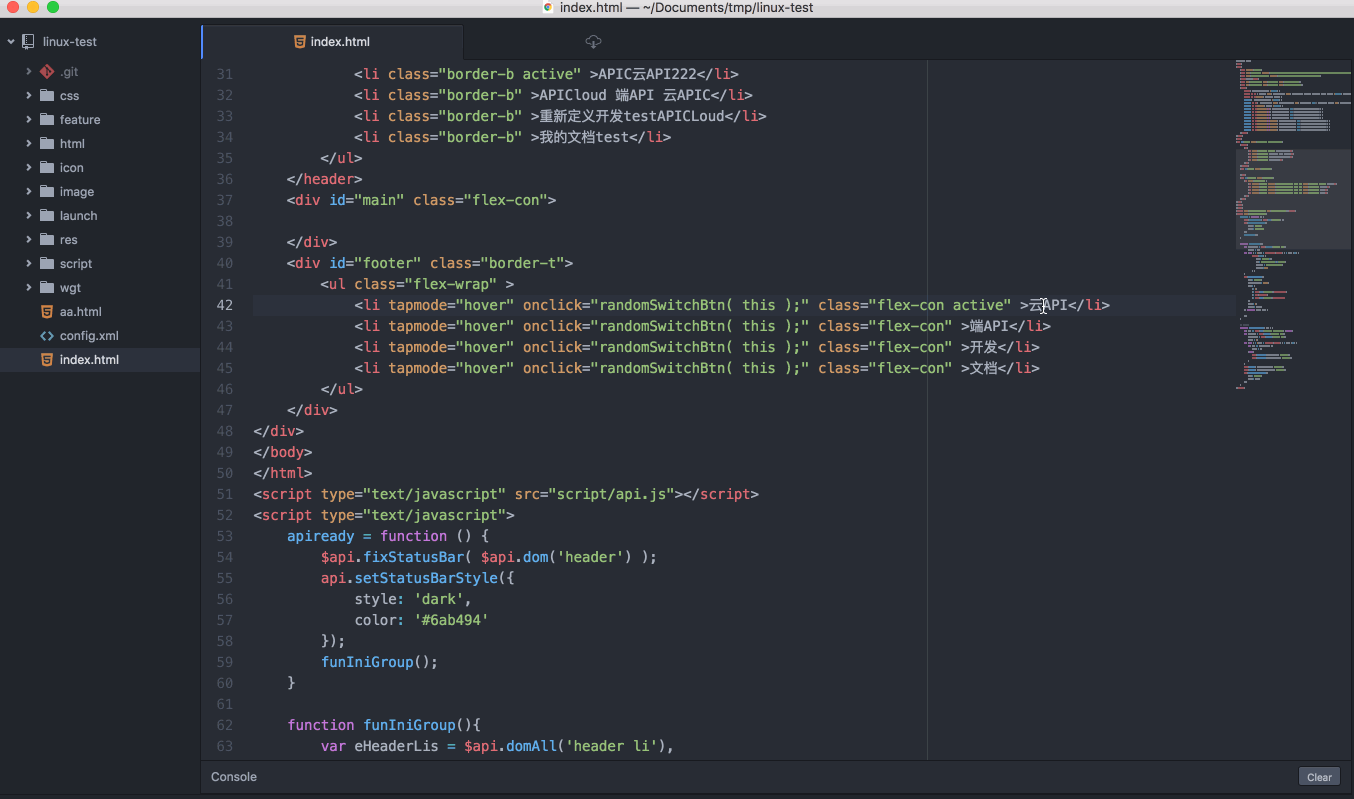 index.html — ~/Documents/tmp/linux-test
linux-test
.git
css
feature
html
icon
image
launch
res
script
wgt
aa.html
config.xml
index.html
index.html
31 <li class="border-b active" >APIC云API222</li>
32 <li class="border-b" >APICloud 端API 云APIC</li>
33 <li class="border-b" >重新定义开发testAPICLoud</li>
34 <li class="border-b" >我的文档test</li>
35 </ul>
36 </header>
37 <div id="main" class="flex-con">
38
39 </div>
40 <div id="footer" class="border-t">
41 <ul class="flex-wrap" >
42 <li tapmode="hover" onclick="randomSwitchBtn( this );" class="flex-con active" >云API</li>
43 <li tapmode="hover" onclick="randomSwitchBtn( this );" class="flex-con" >端API</li>
44 <li tapmode="hover" onclick="randomSwitchBtn( this );" class="flex-con" >开发</li>
45 <li tapmode="hover" onclick="randomSwitchBtn( this );" class="flex-con" >文档</li>
46 </ul>
47 </div>
48 </div>
49 </body>
50 </html>
51 <script type="text/javascript" src="script/api.js"></script>
52 <script type="text/javascript">
53 apiready = function () {
54 $api.fixStatusBar( $api.dom('header') );
55 api.setStatusBarStyle({
56 style: 'dark',
57 color: '#6ab494'
58 });
59 funIniGroup();
60 }
61
62 function funIniGroup(){
63 var eHeaderLis = $api.domAll('header li'),
Console
Clear